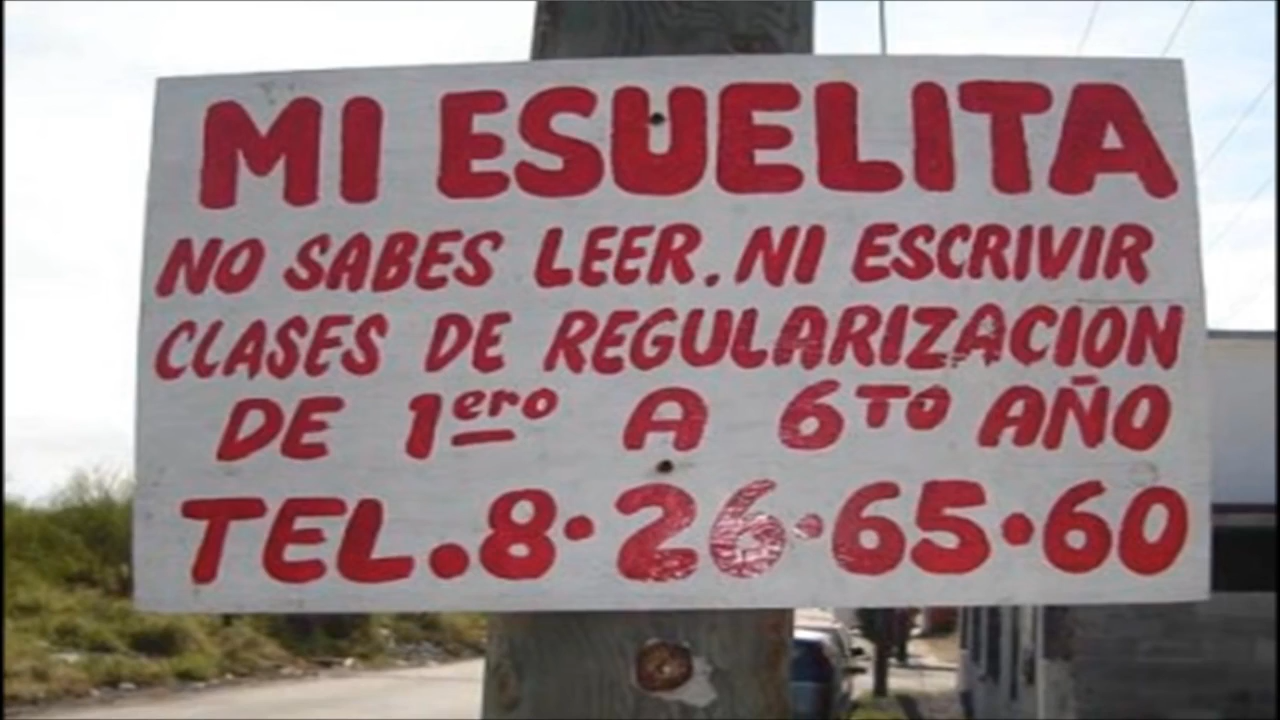 MI ESUELITA
NO SABES LEER. NI ESCRIVIR
CLASES DE REGULARIZACION
DE 1ero A 6TO AÑO
TEL. 8·26·65·60